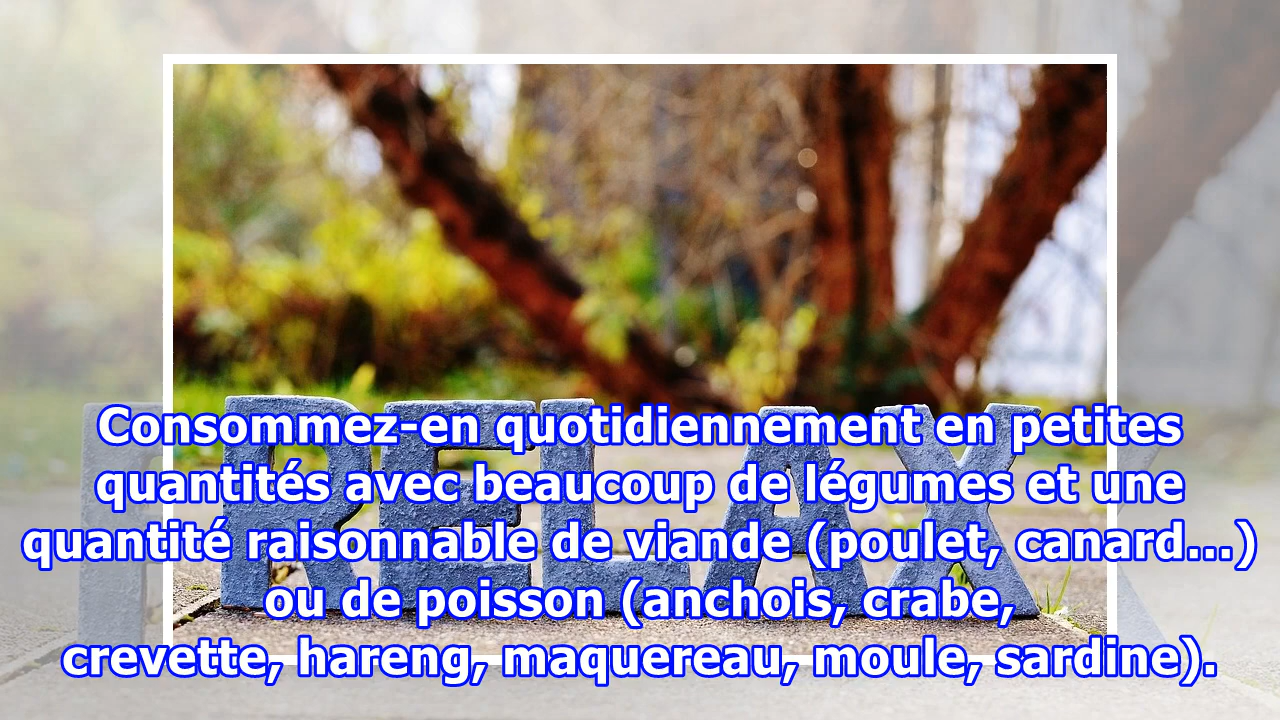 RELAX
Consommez-en quotidiennement en petites
quantités avec beaucoup de légumes et une
quantité raisonnable de viande (poulet, canard...)
ou de poisson (anchois, crabe,
crevette, hareng, maquereau, moule, sardine).